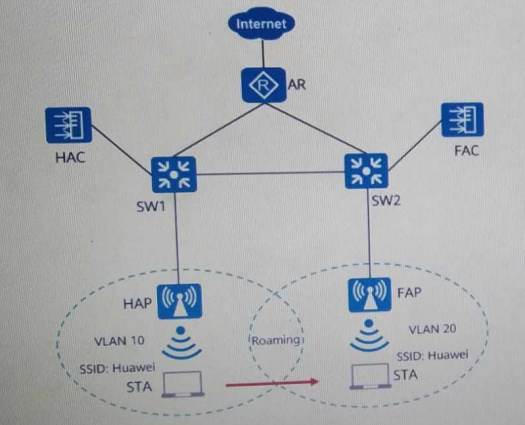 Internet
R
AR
HAC
FAC
SW1
SW2
HAP
FAP
VLAN 10
Roaming
VLAN 20
SSID: Huawei
SSID: Huawei
STA
STA